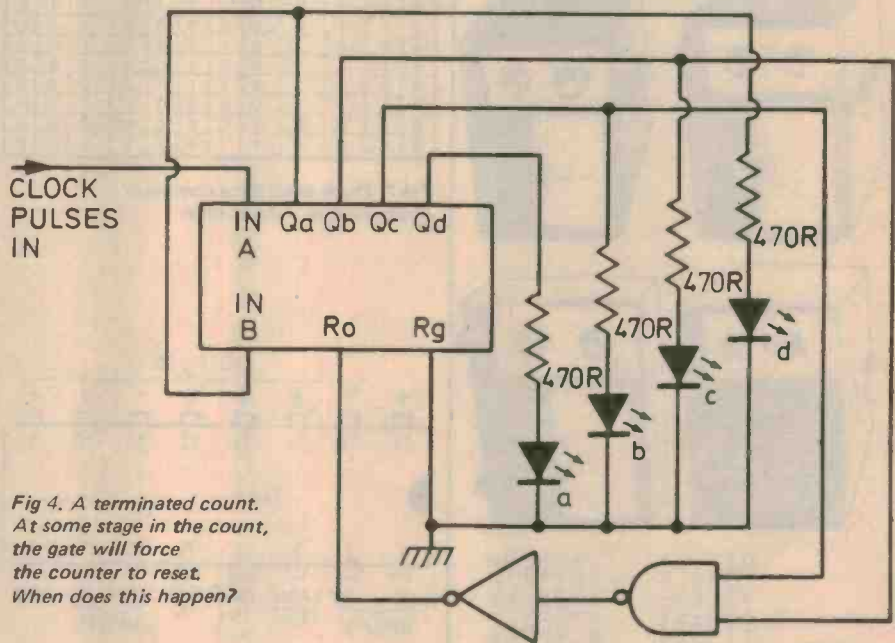 CLOCK
PULSES
IN
IN
A
Qa Qb Qc Qd
IN
B
Ro
Rg
470R
470R
470R
470R
a
b
c
d
Fig 4. A terminated count.
At some stage in the count,
the gate will force
the counter to reset.
When does this happen?